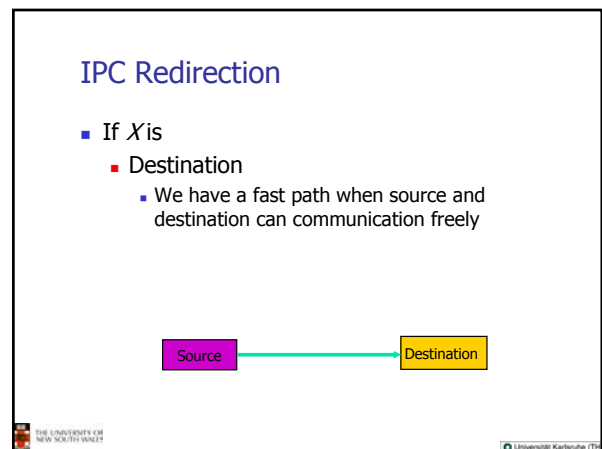 IPC Redirection
If X is
Destination
We have a fast path when source and
destination can communication freely
Source
Destination
THE UNIVERSITY OF
NEW SOUTH WALES
Universität Karlsruhe (TH